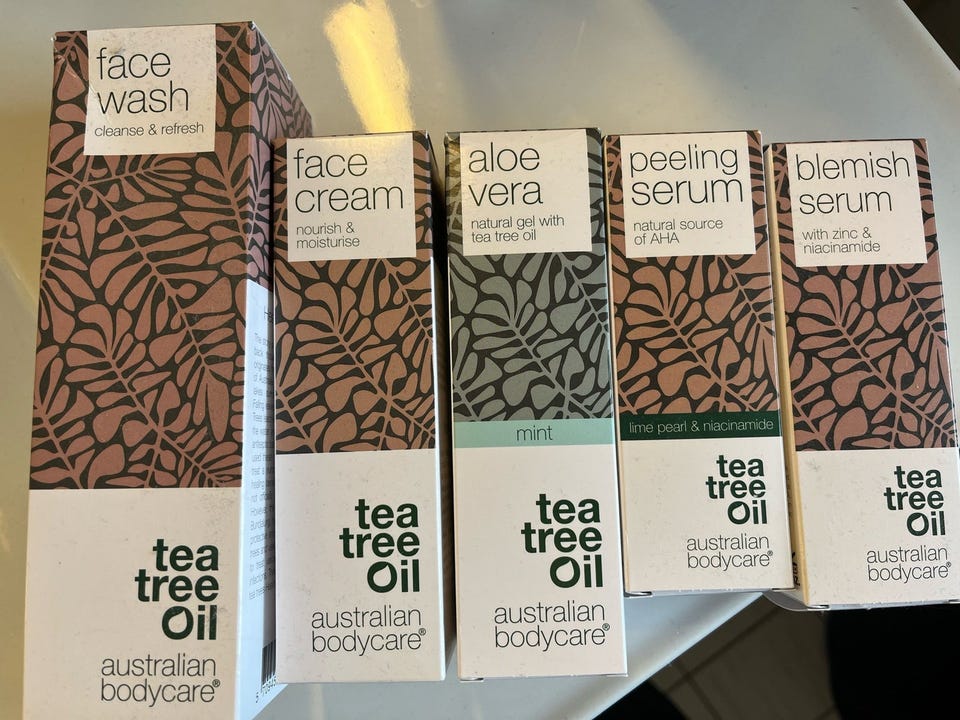 face
wash
cleanse & refresh
tea
tree
Oil
australian
bodycare®
face
cream
nourish &
moisturise
tea
tree
Oil
australian
bodycare®
aloe
vera
natural gel with
tea tree oil
mint
tea
tree
Oil
australian
bodycare®
peeling
serum
natural source
of AHA
lime pearl & niacinamide
tea
tree
Oil
australian
bodycare®
blemish
serum
with zinc &
niacinamide
tea
tree
Oil
australian
bodycare®